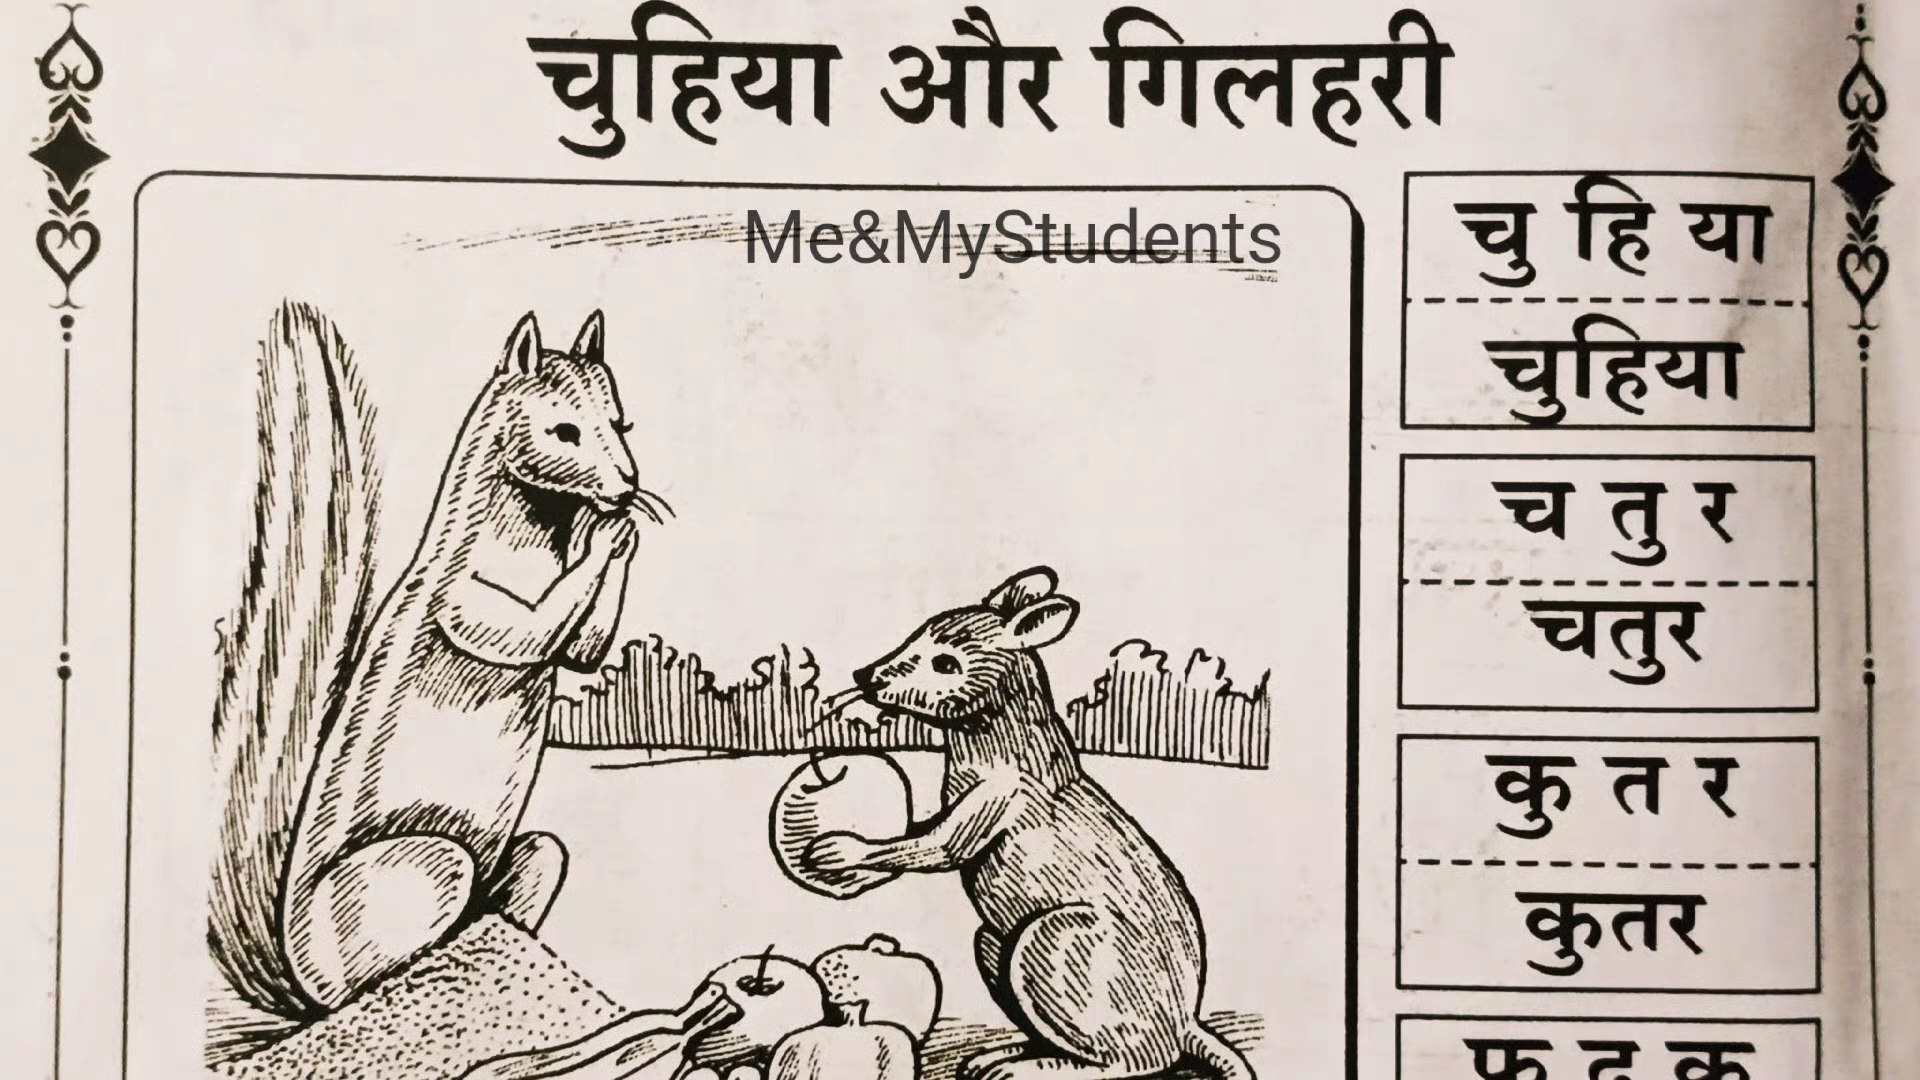 चुहिया और गिलहरी
Me&MyStudents
चु हि या
चुहिया
च तु र
चतुर
कु त र
कुतर